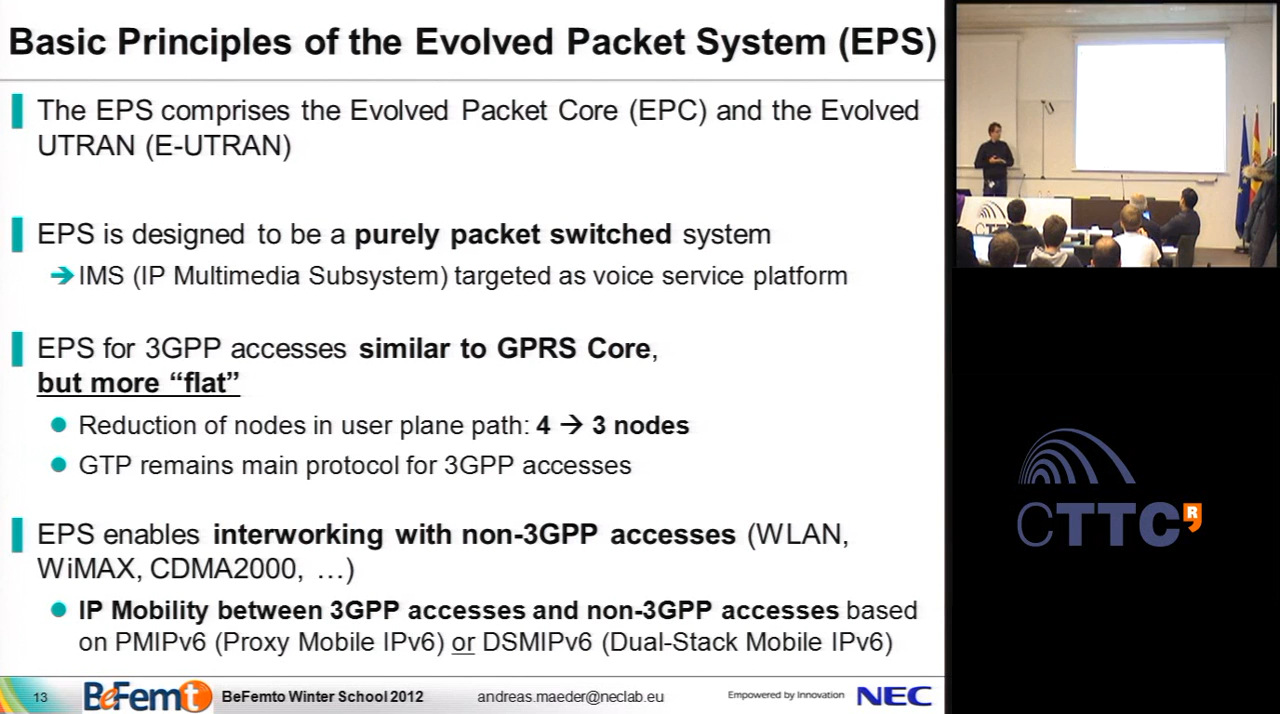 Basic Principles of the Evolved Packet System (EPS)
The EPS comprises the Evolved Packet Core (EPC) and the Evolved
UTRAN (E-UTRAN)
EPS is designed to be a purely packet switched system
➔ IMS (IP Multimedia Subsystem) targeted as voice service platform
EPS for 3GPP accesses similar to GPRS Core,
but more “flat”
● Reduction of nodes in user plane path: 4 → 3 nodes
● GTP remains main protocol for 3GPP accesses
EPS enables interworking with non-3GPP accesses (WLAN,
WiMAX, CDMA2000, …)
● IP Mobility between 3GPP accesses and non-3GPP accesses based
on PMIPv6 (Proxy Mobile IPv6) or DSMIPv6 (Dual-Stack Mobile IPv6)
13 BeFemt BeFemto Winter School 2012 andreas.maeder@neclab.eu Empowered by Innovation NEC
CTTC R